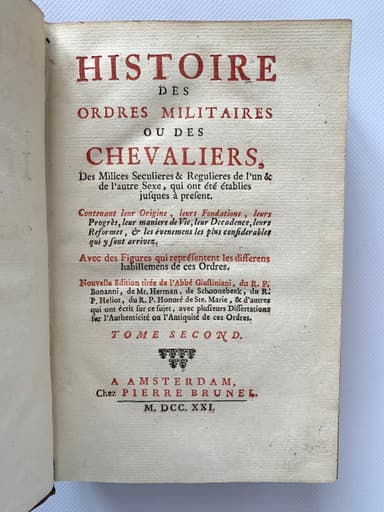 HISTOIRE
DES
ORDRES MILITAIRES
OU DES
CHEVALIERS,
Des Milices Seculieres & Regulieres de l'un &
de l'autre Sexe, qui ont été établies
jusques à present.
Contenant leur Origine, leurs Fondations, leurs
Progrès, leur maniere de Vie, leur Decadence, leurs
Reformes, & les évenemens les plus considerables
qui y sont arrivez.
Avec des Figures qui représentent les differens
habillemens de ces Ordres.
Nouvelle Edition tirée de l'Abbé Giustiniani, du R. P.
Bonanni, de Mr. Herman, de Schoonebeek, du R.
P. Heliot, du R. P. Honoré de Ste. Marie, & d'autres
qui ont écrit sur ce sujet, avec plusieurs Dissertations
sur l'Authenticité ou l'Antiquité de ces Ordres.
TOME SECOND.
A AMSTERDAM,
Chez PIERRE BRUNEL.
M. DCC. XXI.